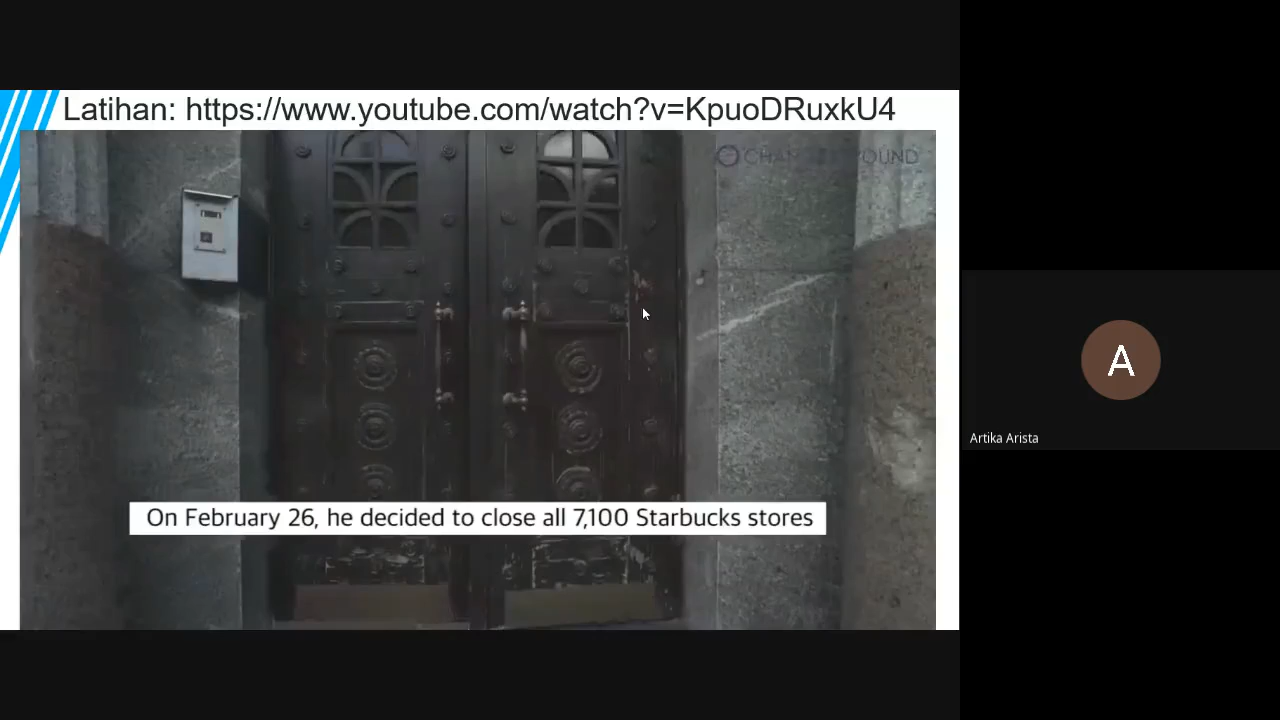 Latihan: https://www.youtube.com/watch?v=KpuoDRuxkU4
On February 26, he decided to close all 7,100 Starbucks stores
A
Artika Arista